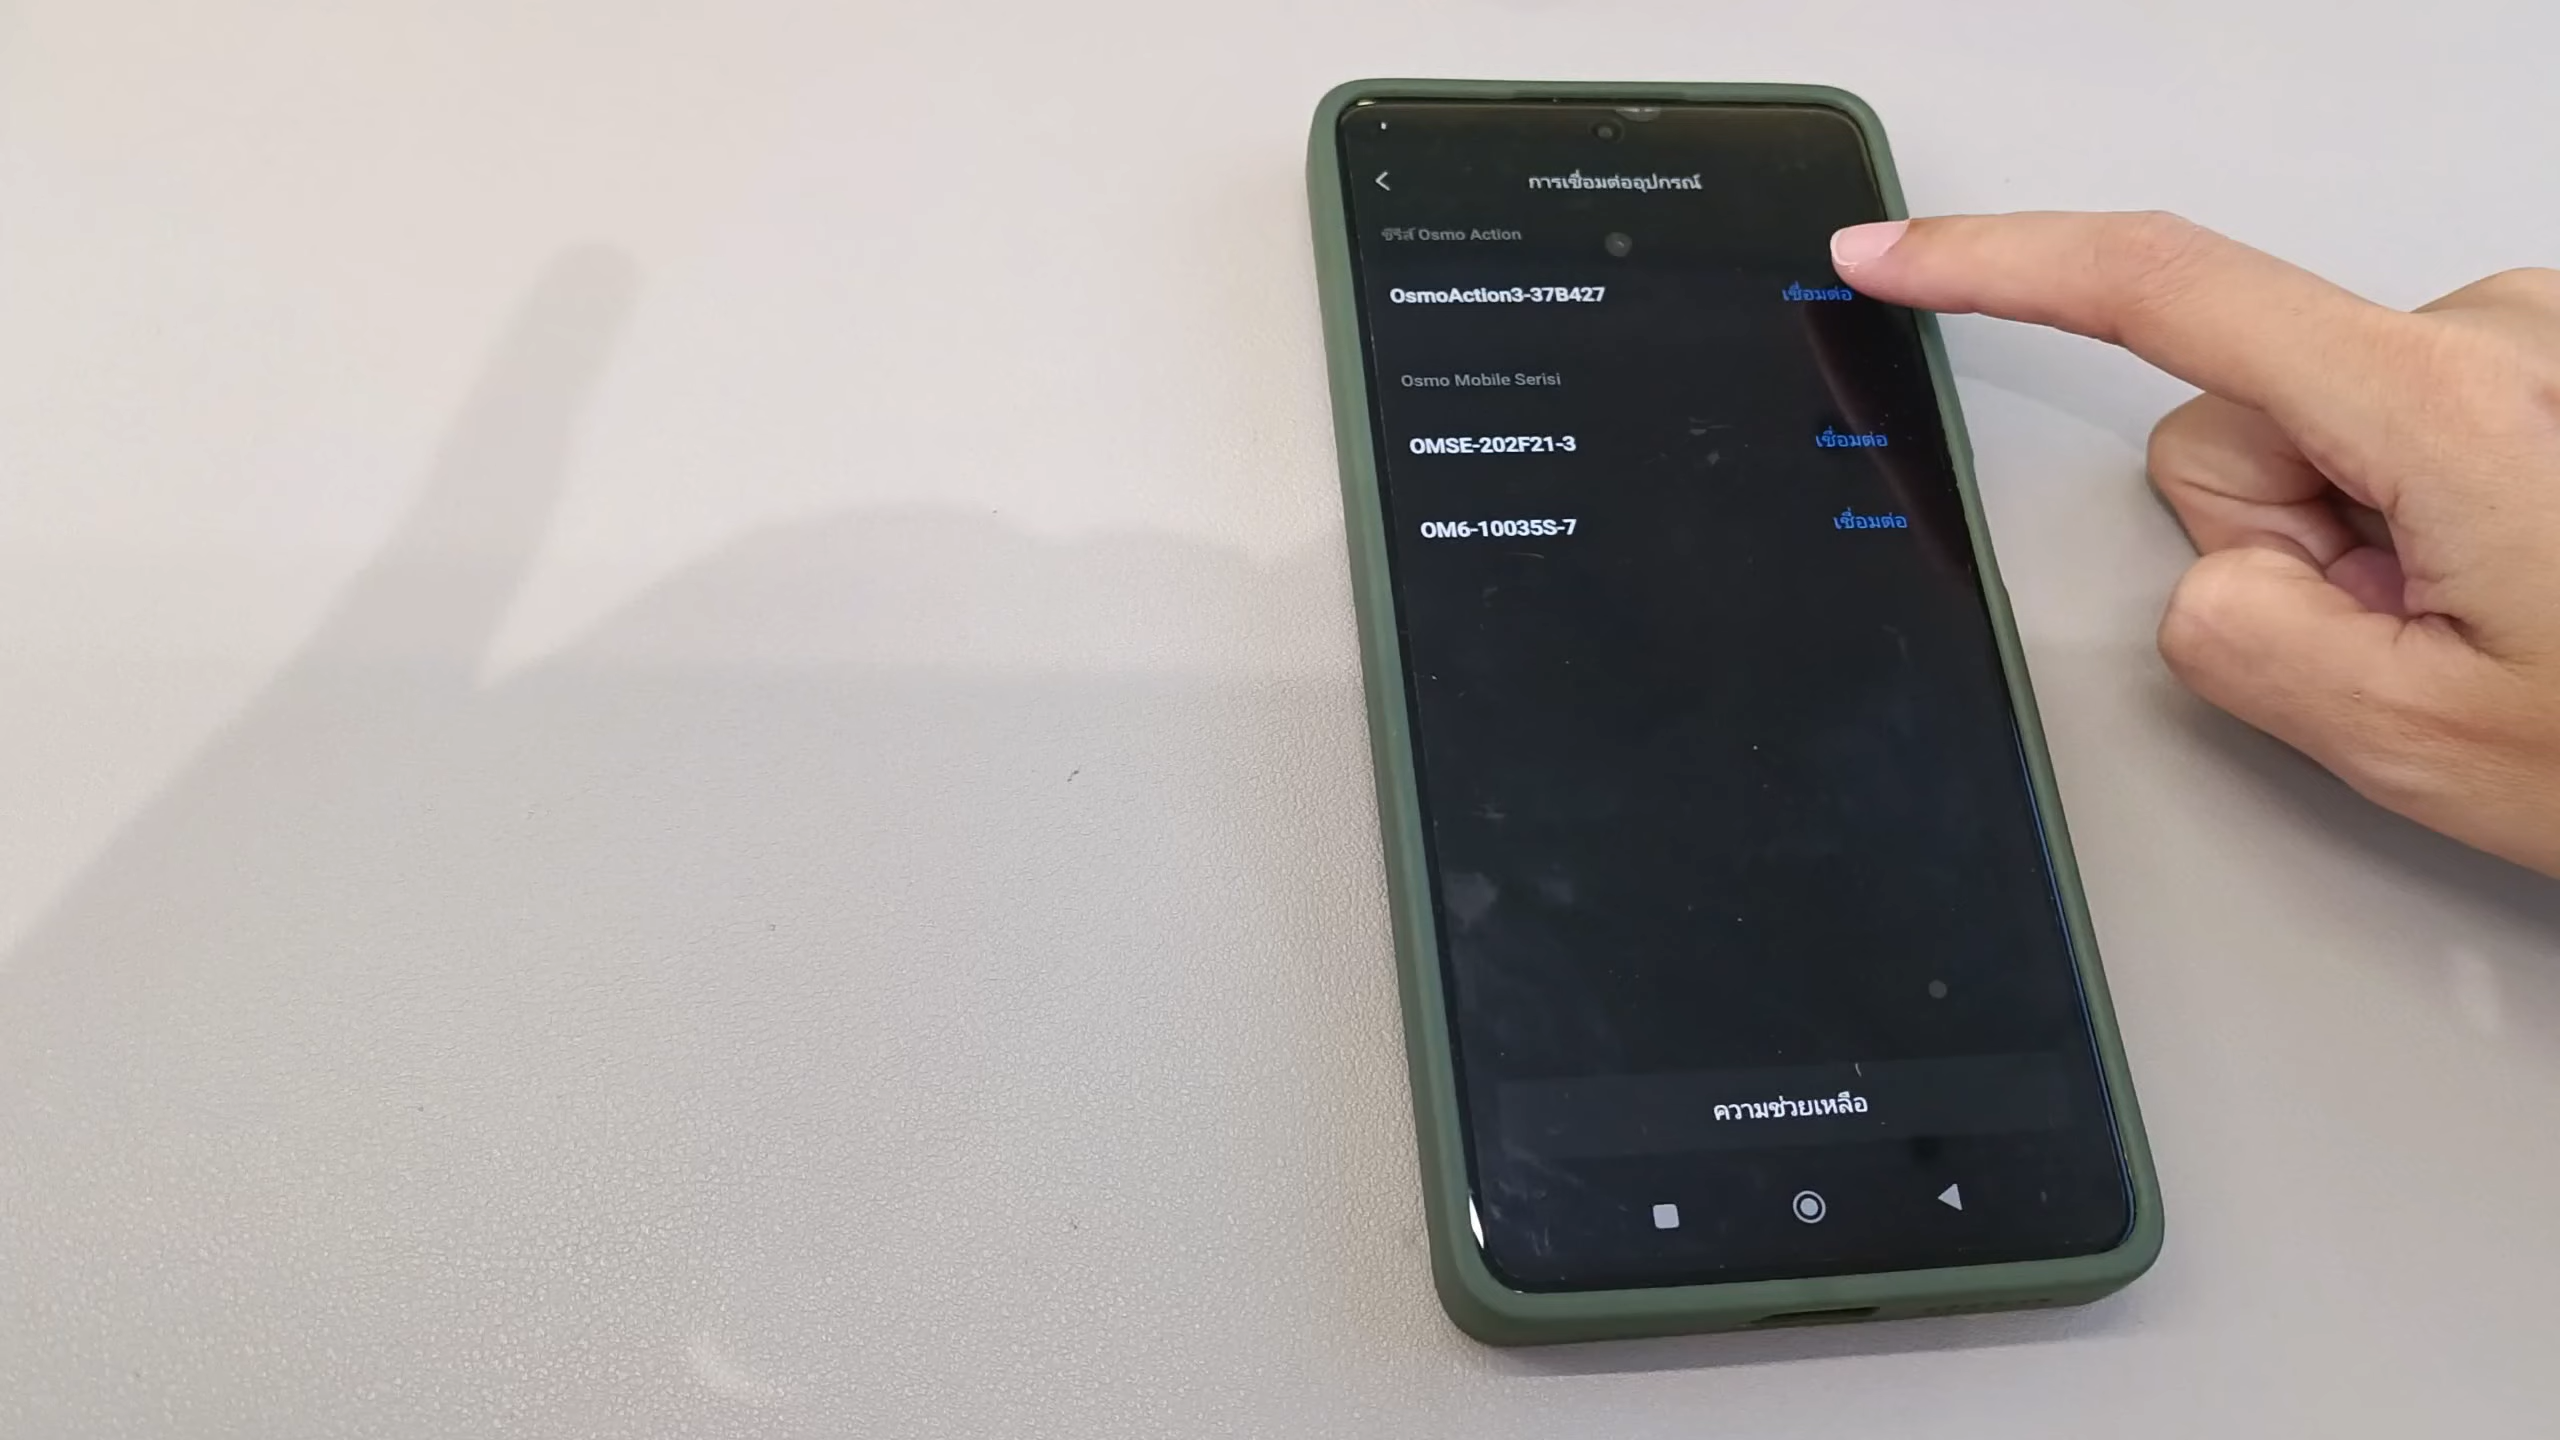 การเชื่อมต่ออุปกรณ์
ซีรีส์ Osmo Action
OsmoAction3-37B427 เชื่อมต่อ
Osmo Mobile Serisi
OMSE-202F21-3 เชื่อมต่อ
OM6-10035S-7 เชื่อมต่อ
ความช่วยเหลือ